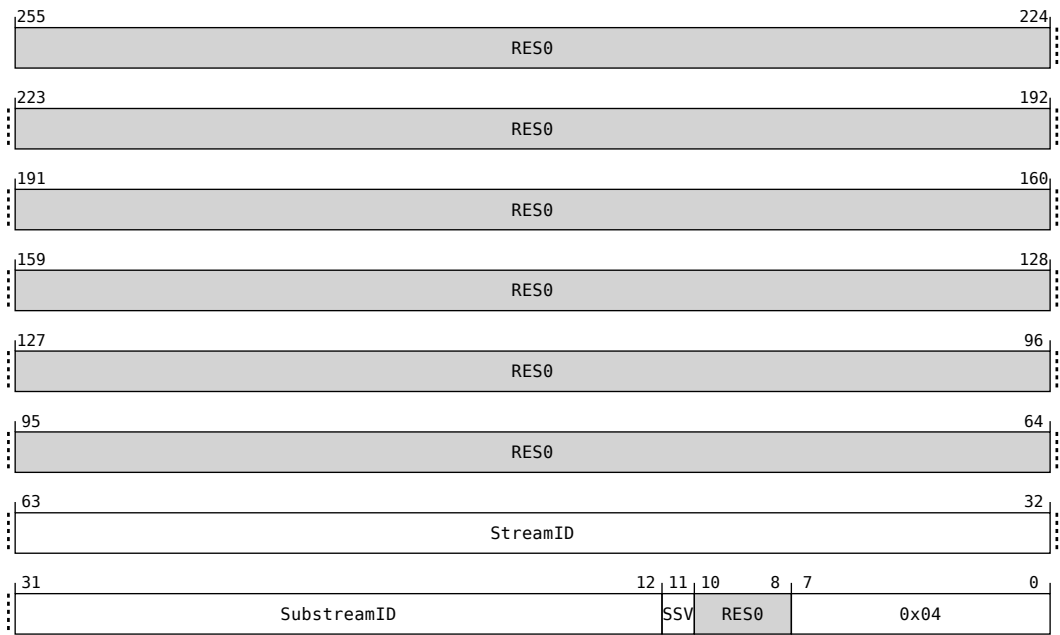 255 224
RES0
223 192
RES0
191 160
RES0
159 128
RES0
127 96
RES0
95 64
RES0
63 32
StreamID
31 12 11 10 8 7 0
SubstreamID SSV RES0 0x04